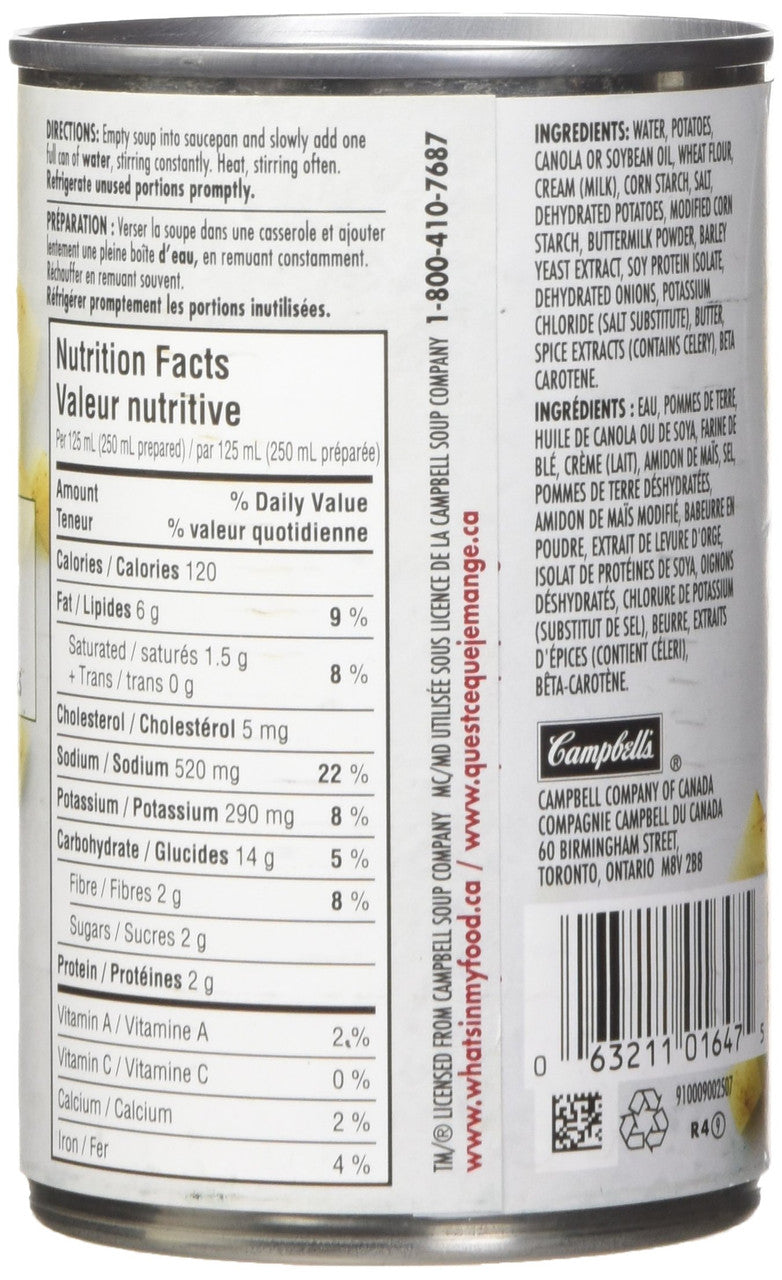 DIRECTIONS: Empty soup into saucepan and slowly add one
full can of water, stirring constantly. Heat, stirring often.
Refrigerate unused portions promptly.
PRÉPARATION : Verser la soupe dans une casserole et ajouter
lentement une pleine boîte d'eau, en remuant constamment.
Réchauffer en remuant souvent.
Réfrigérer promptement les portions inutilisées.
Nutrition Facts
Valeur nutritive
Per 125 mL (250 mL prepared) / par 125 mL (250 mL préparée)
Amount % Daily Value
Teneur % valeur quotidienne
Calories / Calories 120
Fat / Lipides 6 g 9 %
Saturated / saturés 1.5 g
+ Trans / trans 0 g 8 %
Cholesterol / Cholestérol 5 mg
Sodium / Sodium 520 mg 22 %
Potassium / Potassium 290 mg 8 %
Carbohydrate / Glucides 14 g 5 %
Fibre / Fibres 2 g 8 %
Sugars / Sucres 2 g
Protein / Protéines 2 g
Vitamin A / Vitamine A 2 %
Vitamin C / Vitamine C 0 %
Calcium / Calcium 2 %
Iron / Fer 4 %
TM/® LICENSED FROM CAMPBELL SOUP COMPANY MC/MD UTILISÉE SOUS LICENCE DE LA CAMPBELL SOUP COMPANY 1-800-410-7687
www.whatsinmyfood.ca / www.questcequejemange.ca
INGREDIENTS: WATER, POTATOES,
CANOLA OR SOYBEAN OIL, WHEAT FLOUR,
CREAM (MILK), CORN STARCH, SALT,
DEHYDRATED POTATOES, MODIFIED CORN
STARCH, BUTTERMILK POWDER, BARLEY
YEAST EXTRACT, SOY PROTEIN ISOLATE,
DEHYDRATED ONIONS, POTASSIUM
CHLORIDE (SALT SUBSTITUTE), BUTTER,
SPICE EXTRACTS (CONTAINS CELERY), BETA
CAROTENE.
INGRÉDIENTS : EAU, POMMES DE TERRE,
HUILE DE CANOLA OU DE SOYA, FARINE DE
BLÉ, CRÈME (LAIT), AMIDON DE MAÏS, SEL,
POMMES DE TERRE DÉSHYDRATÉES,
AMIDON DE MAÏS MODIFIÉ, BABEURRE EN
POUDRE, EXTRAIT DE LEVURE D'ORGE,
ISOLAT DE PROTÉINES DE SOYA, OIGNONS
DÉSHYDRATÉS, CHLORURE DE POTASSIUM
(SUBSTITUT DE SEL), BEURRE, EXTRAITS
D'ÉPICES (CONTIENT CÉLERI),
BÊTA-CAROTÈNE.
Campbell's ®
CAMPBELL COMPANY OF CANADA
COMPAGNIE CAMPBELL DU CANADA
60 BIRMINGHAM STREET,
TORONTO, ONTARIO M8V 2B8
0 63211 01647 5
910009002507
R4 9